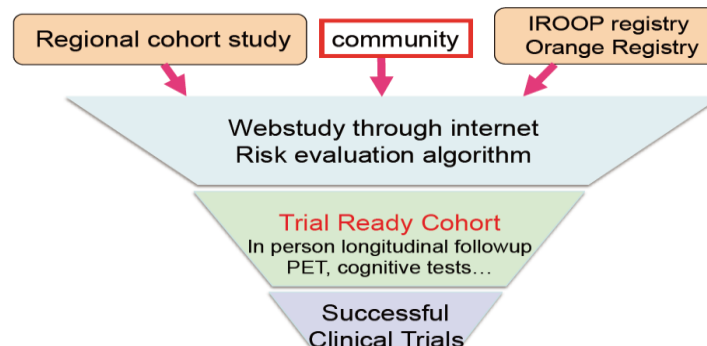 Regional cohort study
community
IROOP registry
Orange Registry
Webstudy through internet
Risk evaluation algorithm
Trial Ready Cohort
In person longitudinal followup
PET, cognitive tests…
Successful
Clinical Trials